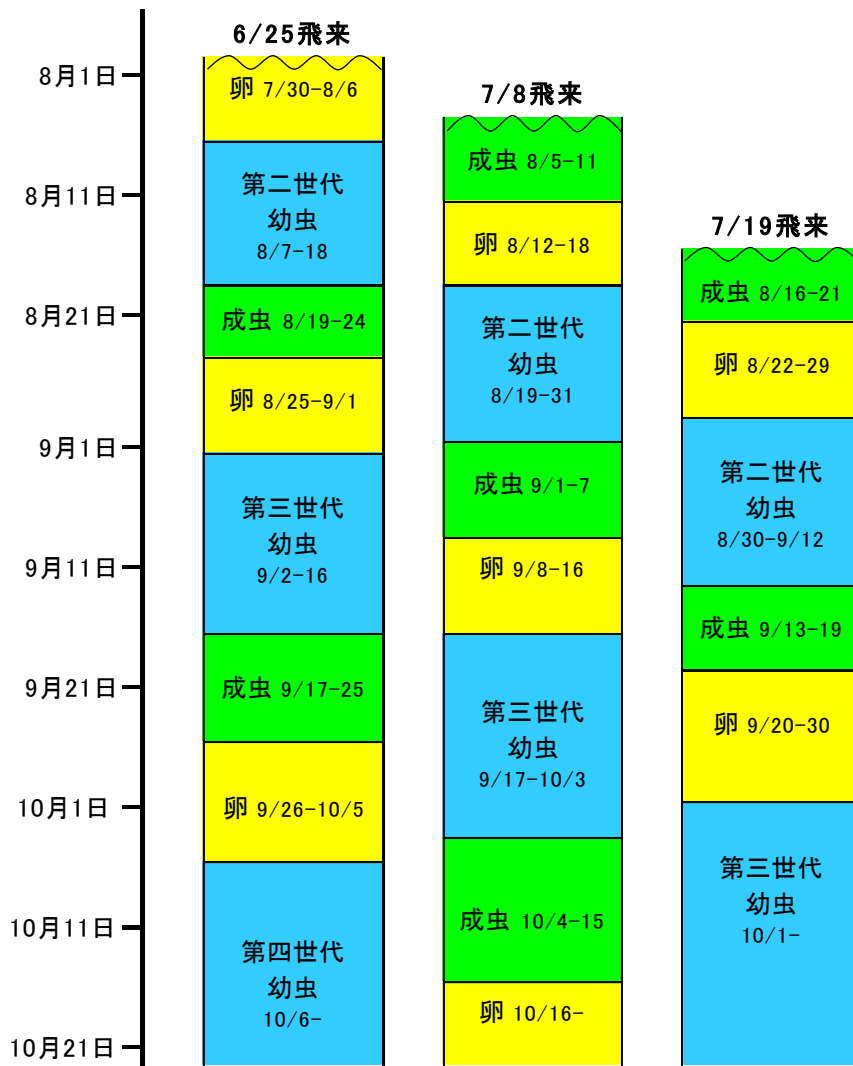 8月1日
8月11日
8月21日
9月1日
9月11日
9月21日
10月1日
10月11日
10月21日
6/25飛来
卵 7/30-8/6
第二世代
幼虫
8/7-18
成虫 8/19-24
卵 8/25-9/1
第三世代
幼虫
9/2-16
成虫 9/17-25
卵 9/26-10/5
第四世代
幼虫
10/6-
7/8飛来
成虫 8/5-11
卵 8/12-18
第二世代
幼虫
8/19-31
成虫 9/1-7
卵 9/8-16
第三世代
幼虫
9/17-10/3
成虫 10/4-15
卵 10/16-
7/19飛来
成虫 8/16-21
卵 8/22-29
第二世代
幼虫
8/30-9/12
成虫 9/13-19
卵 9/20-30
第三世代
幼虫
10/1-